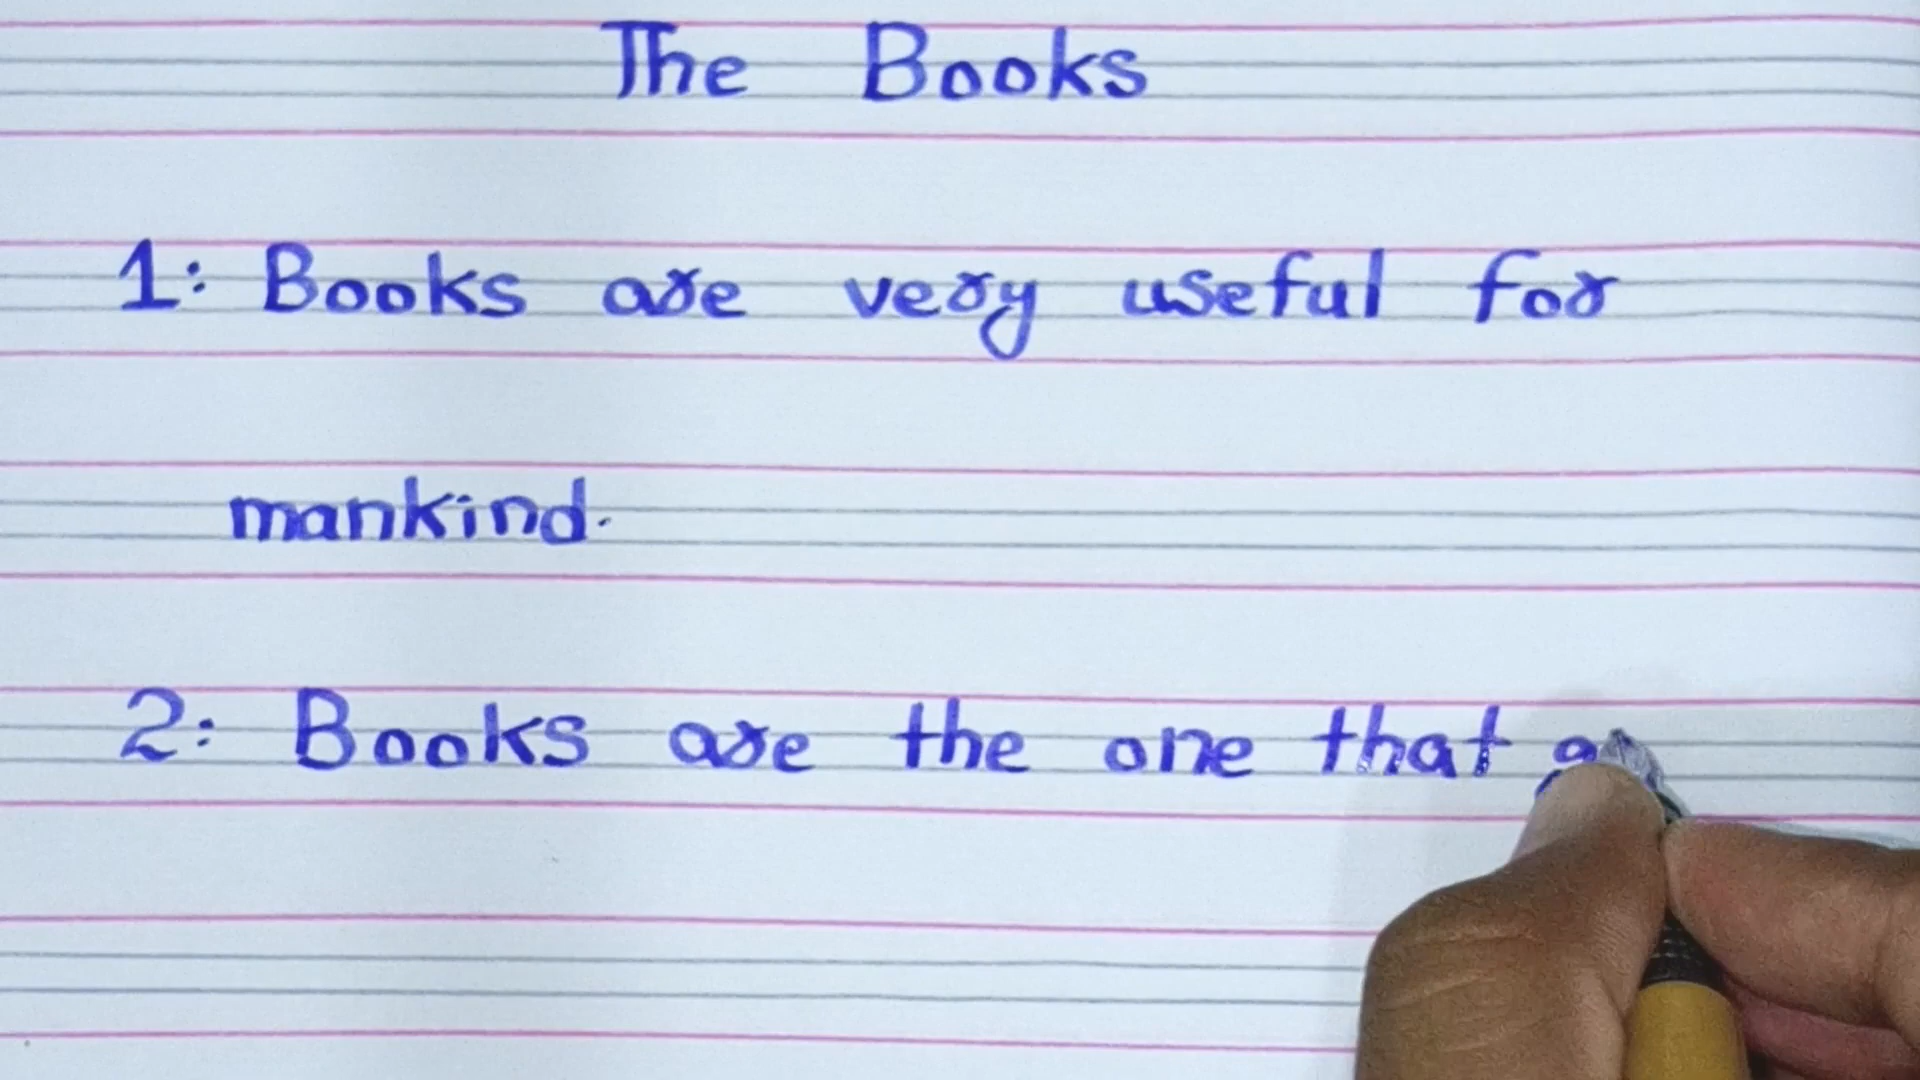 The Books
1: Books are very useful for
mankind.
2: Books are the one that